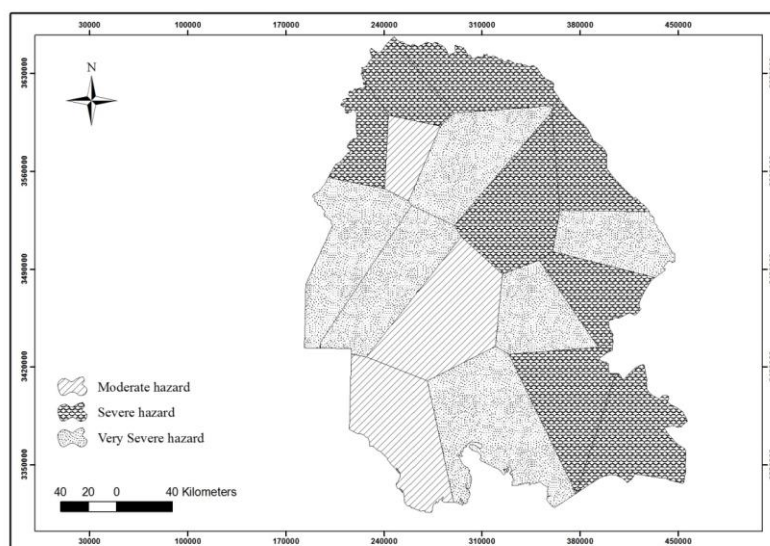 30000 100000 170000 240000 310000 380000 450000
N
3630000
3560000
3490000
3420000
3350000
Moderate hazard
Severe hazard
Very Severe hazard
40 20 0 40 Kilometers
30000 100000 170000 240000 310000 380000 450000